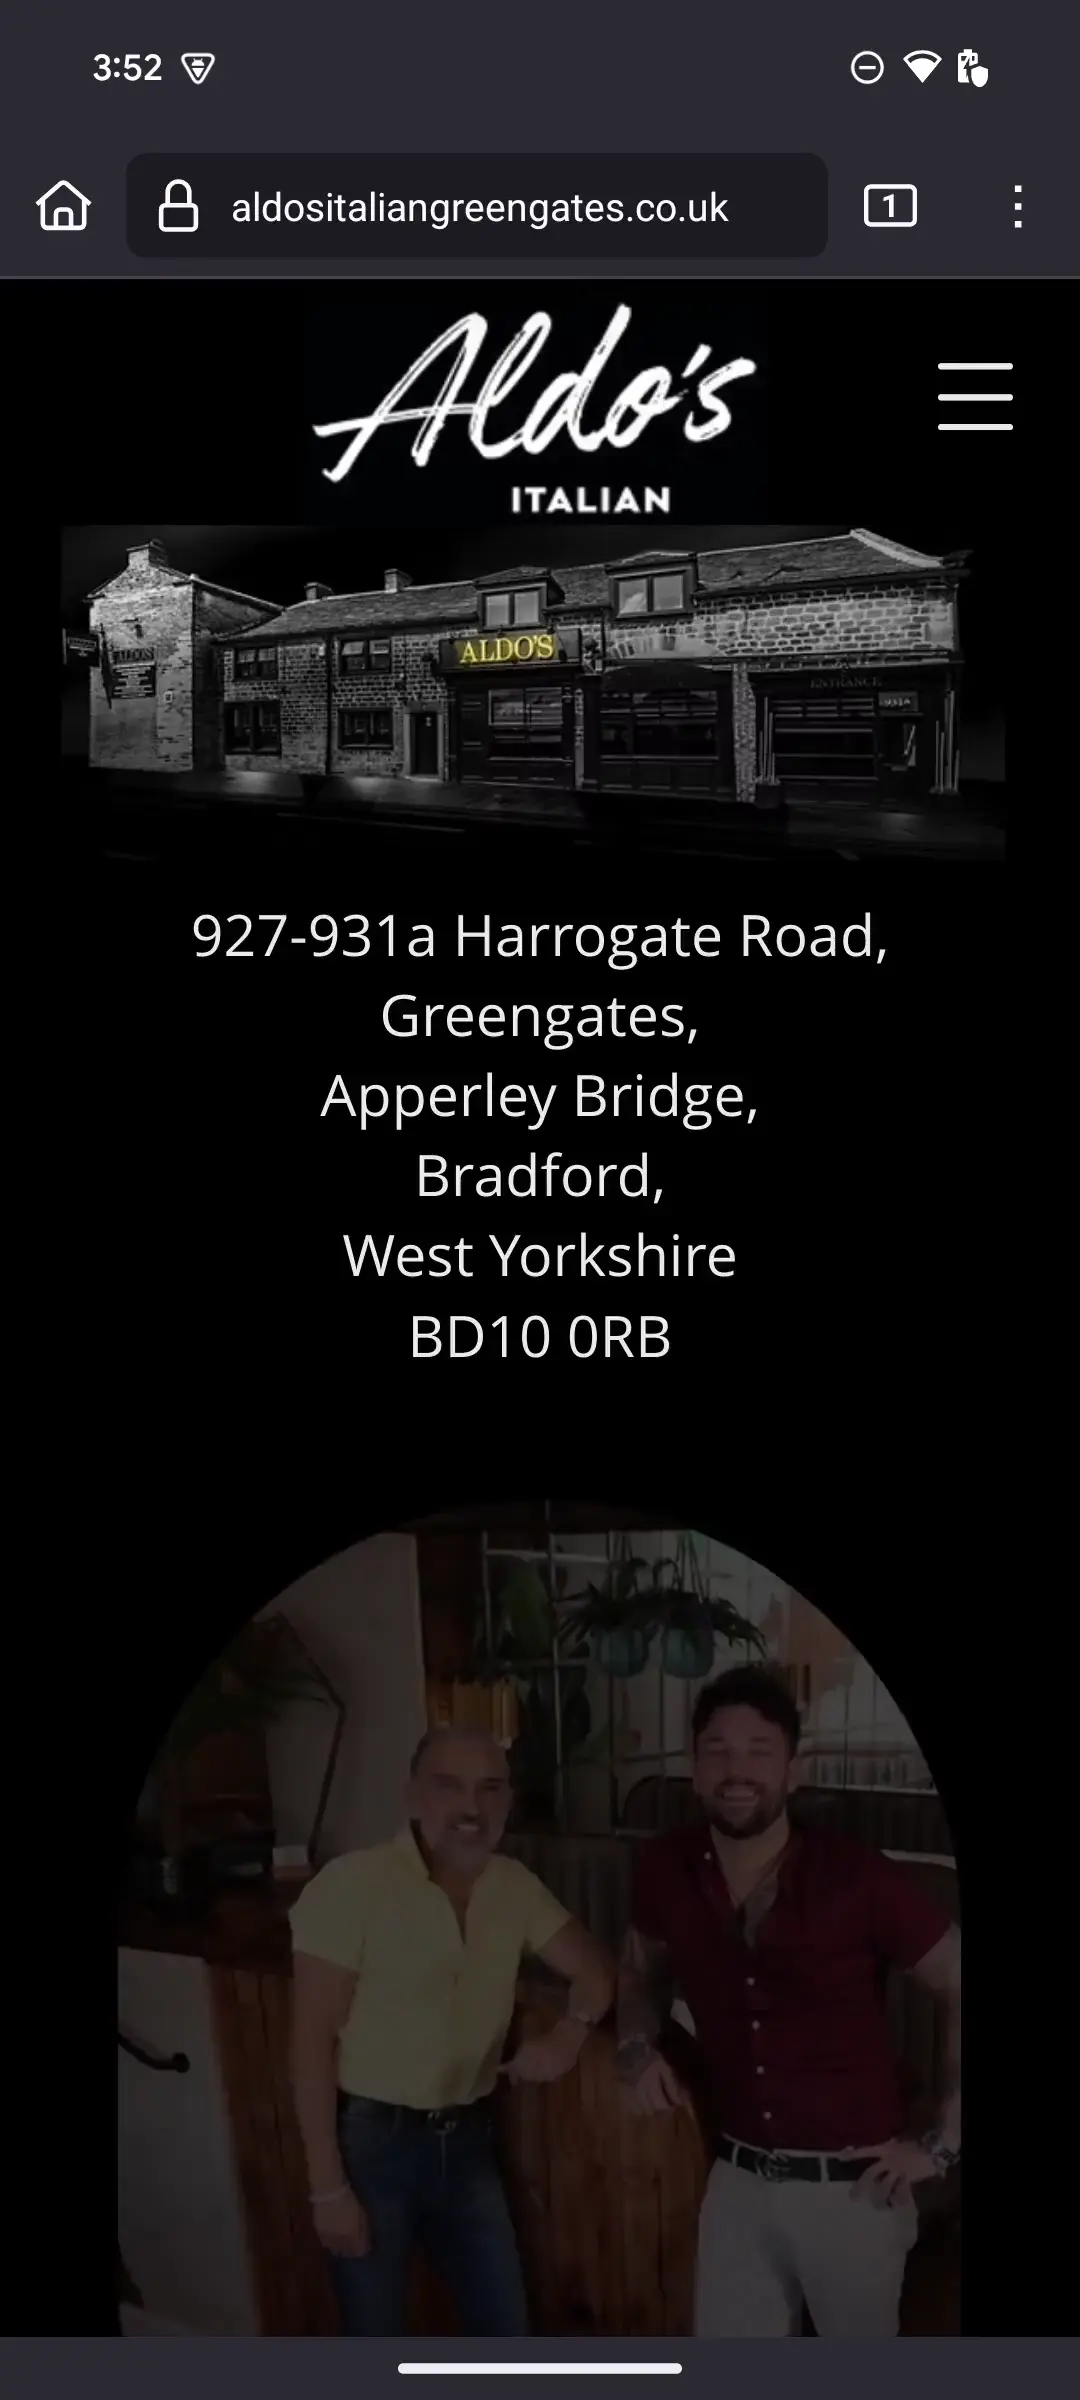 3:52
aldositaliangreengates.co.uk
1
Aldo's
ITALIAN
ALDO'S
ALDO'S
ENTRANCE
931a
927-931a Harrogate Road,
Greengates,
Apperley Bridge,
Bradford,
West Yorkshire
BD10 0RB